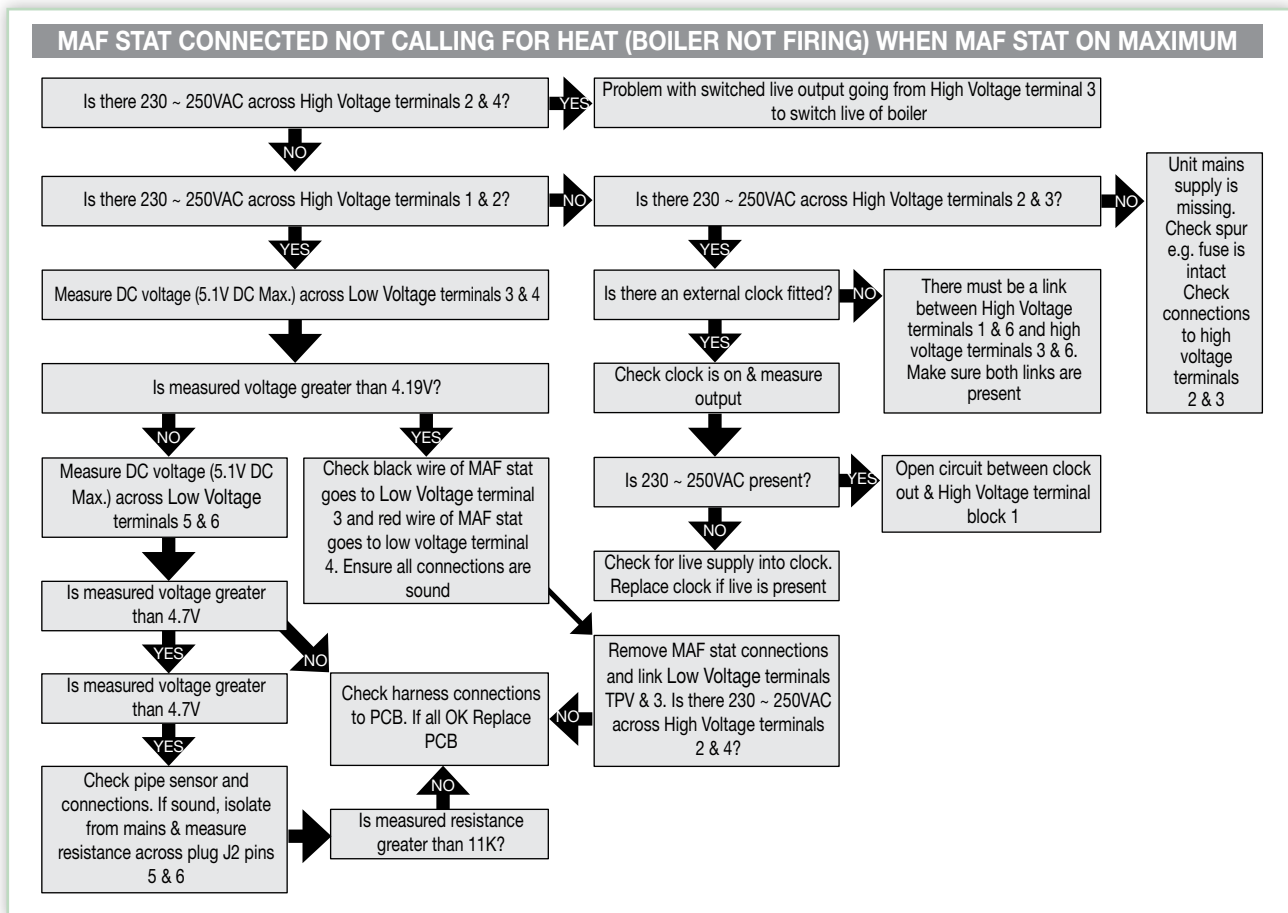 MAF STAT CONNECTED NOT CALLING FOR HEAT (BOILER NOT FIRING) WHEN MAF STAT ON MAXIMUM
Is there 230 ~ 250VAC across High Voltage terminals 2 & 4?
YES
Problem with switched live output going from High Voltage terminal 3
to switch live of boiler
NO
Is there 230 ~ 250VAC across High Voltage terminals 1 & 2?
NO
Is there 230 ~ 250VAC across High Voltage terminals 2 & 3?
NO
Unit mains
supply is
missing.
Check spur
e.g. fuse is
intact
Check
connections
to high
voltage
terminals
2 & 3
YES
Measure DC voltage (5.1V DC Max.) across Low Voltage terminals 3 & 4
YES
Is there an external clock fitted?
NO
There must be a link
between High Voltage
terminals 1 & 6 and high
voltage terminals 3 & 6.
Make sure both links are
present
YES
Check clock is on & measure
output
Is measured voltage greater than 4.19V?
NO
Measure DC voltage (5.1V DC
Max.) across Low Voltage
terminals 5 & 6
YES
Check black wire of MAF stat
goes to Low Voltage terminal
3 and red wire of MAF stat
goes to low voltage terminal
4. Ensure all connections are
sound
Is 230 ~ 250VAC present?
YES
Open circuit between clock
out & High Voltage terminal
block 1
NO
Check for live supply into clock.
Replace clock if live is present
Is measured voltage greater
than 4.7V
NO
YES
Is measured voltage greater
than 4.7V
Check harness connections
to PCB. If all OK Replace
PCB
NO
Remove MAF stat connections
and link Low Voltage terminals
TPV & 3. Is there 230 ~ 250VAC
across High Voltage terminals
2 & 4?
YES
Check pipe sensor and
connections. If sound, isolate
from mains & measure
resistance across plug J2 pins
5 & 6
NO
Is measured resistance
greater than 11K?